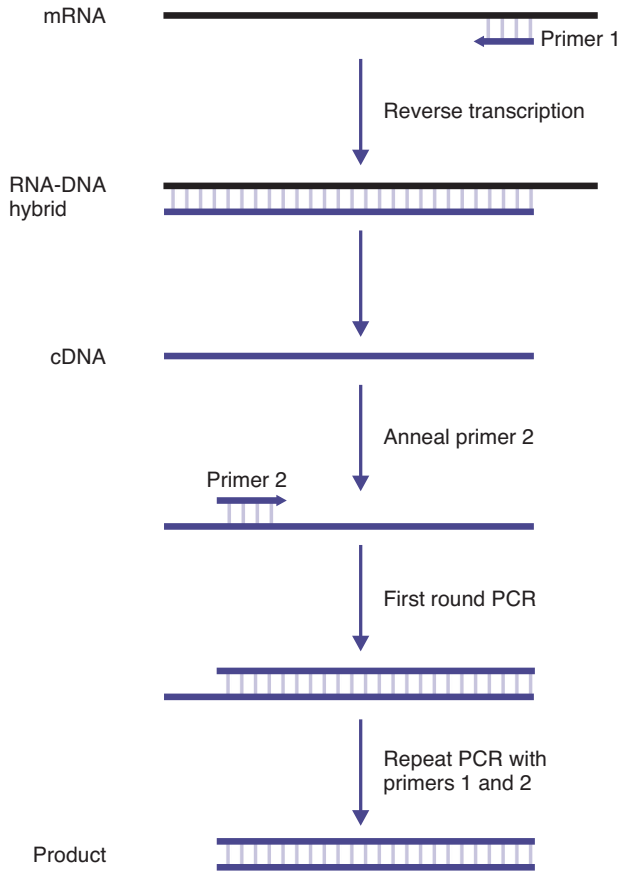 mRNA
Primer 1
Reverse transcription
RNA-DNA
hybrid
cDNA
Anneal primer 2
Primer 2
First round PCR
Repeat PCR with
primers 1 and 2
Product